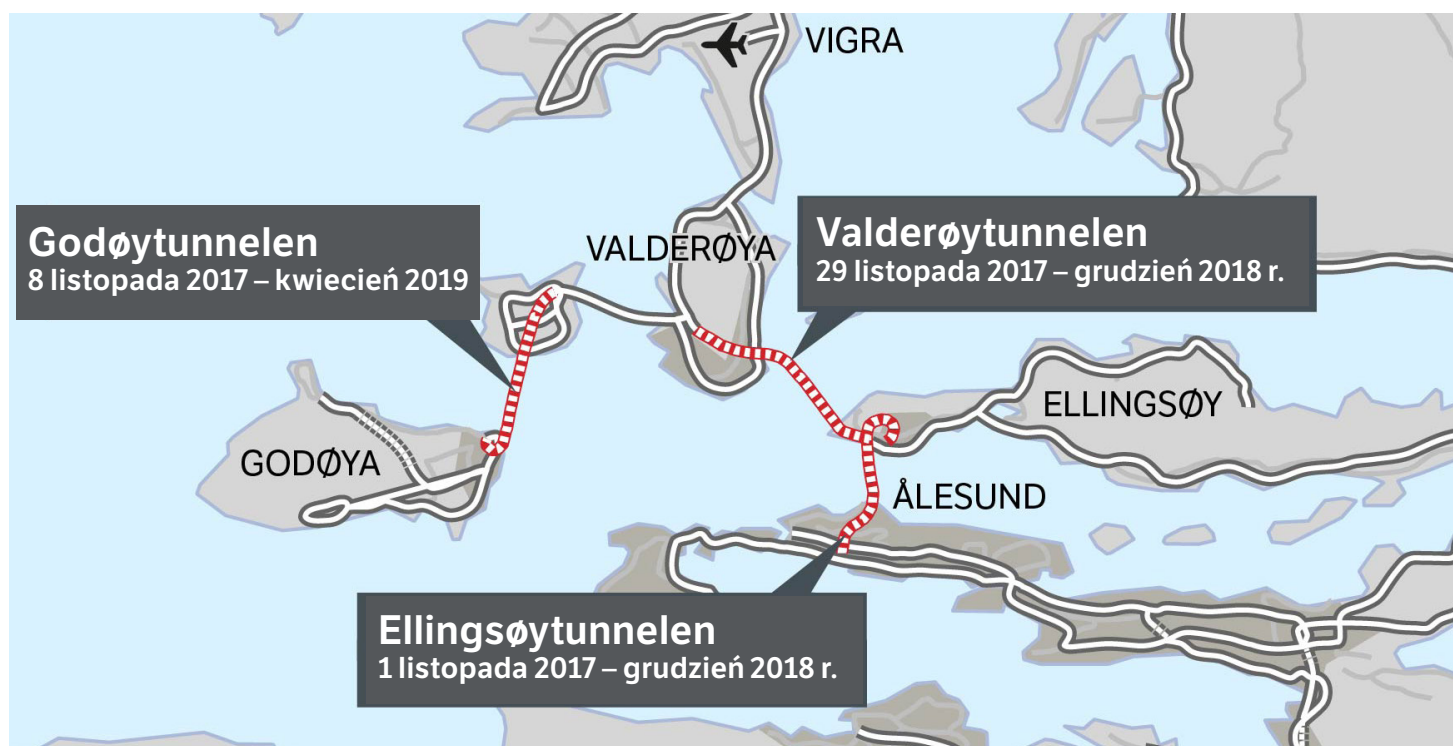 VIGRA
Godøytunnelen
8 listopada 2017 – kwiecień 2019
VALDERØYA
Valderøytunnelen
29 listopada 2017 – grudzień 2018 r.
ELLINGSØY
GODØYA
ÅLESUND
Ellingsøytunnelen
1 listopada 2017 – grudzień 2018 r.